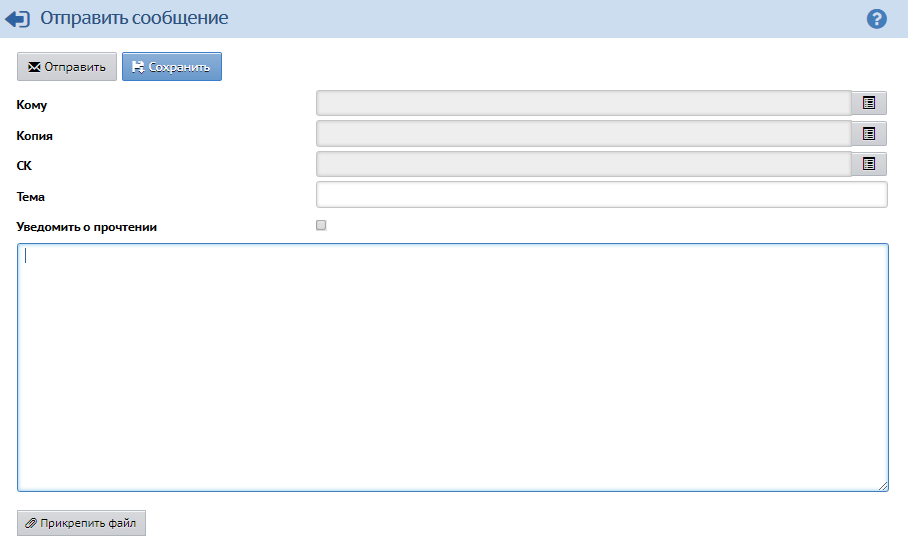 Отправить сообщение
?
Отправить Сохранить
Кому
Копия
СК
Тема
Уведомить о прочтении
Прикрепить файл